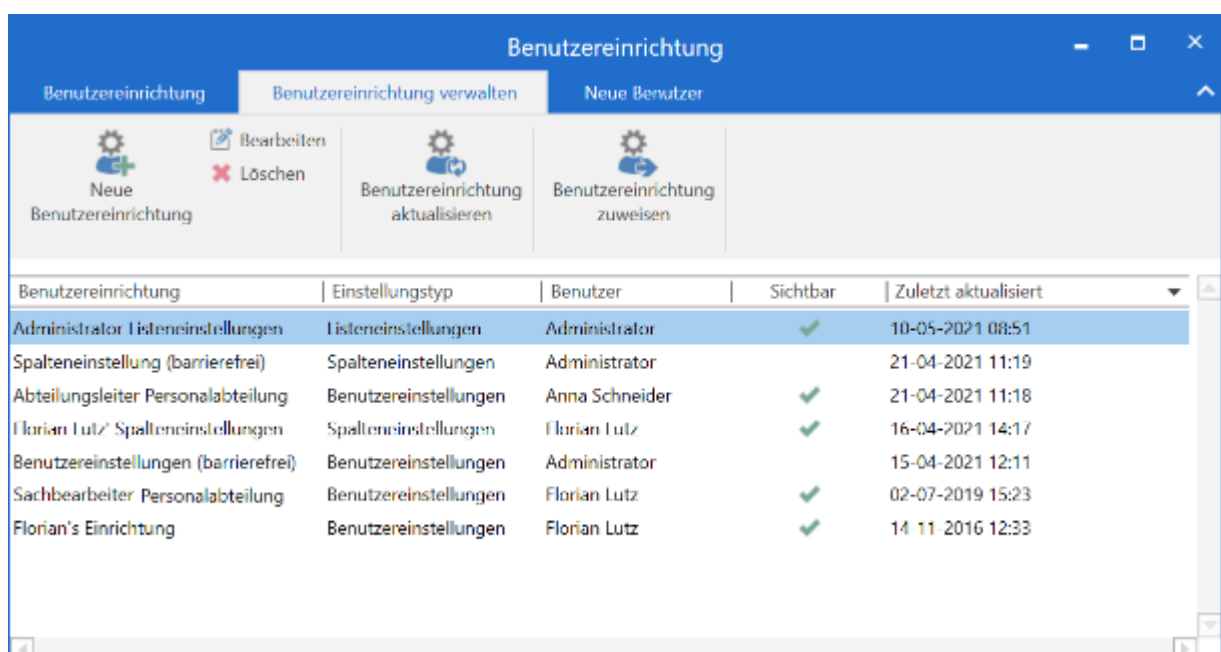 Benutzereinrichtung
Benutzereinrichtung Benutzereinrichtung verwalten Neue Benutzer
Neue Benutzereinrichtung
Bearbeiten
Löschen
Benutzereinrichtung aktualisieren
Benutzereinrichtung zuweisen
Benutzereinrichtung Einstellungstyp Benutzer Sichtbar Zuletzt aktualisiert
Administrator Listeneinstellungen Listeneinstellungen Administrator 10-05-2021 08:51
Spalteneinstellung (barrierefrei) Spalteneinstellungen Administrator 21-04-2021 11:19
Abteilungsleiter Personalabteilung Benutzereinstellungen Anna Schneider 21-04-2021 11:18
Florian Lutz' Spalteneinstellungen Spalteneinstellungen Florian Lutz 16-04-2021 14:17
Benutzereinstellungen (barrierefrei) Benutzereinstellungen Administrator 15-04-2021 12:11
Sachbearbeiter Personalabteilung Benutzereinstellungen Florian Lutz 02-07-2019 15:23
Florian's Einrichtung Benutzereinstellungen Florian Lutz 14-11-2016 12:33